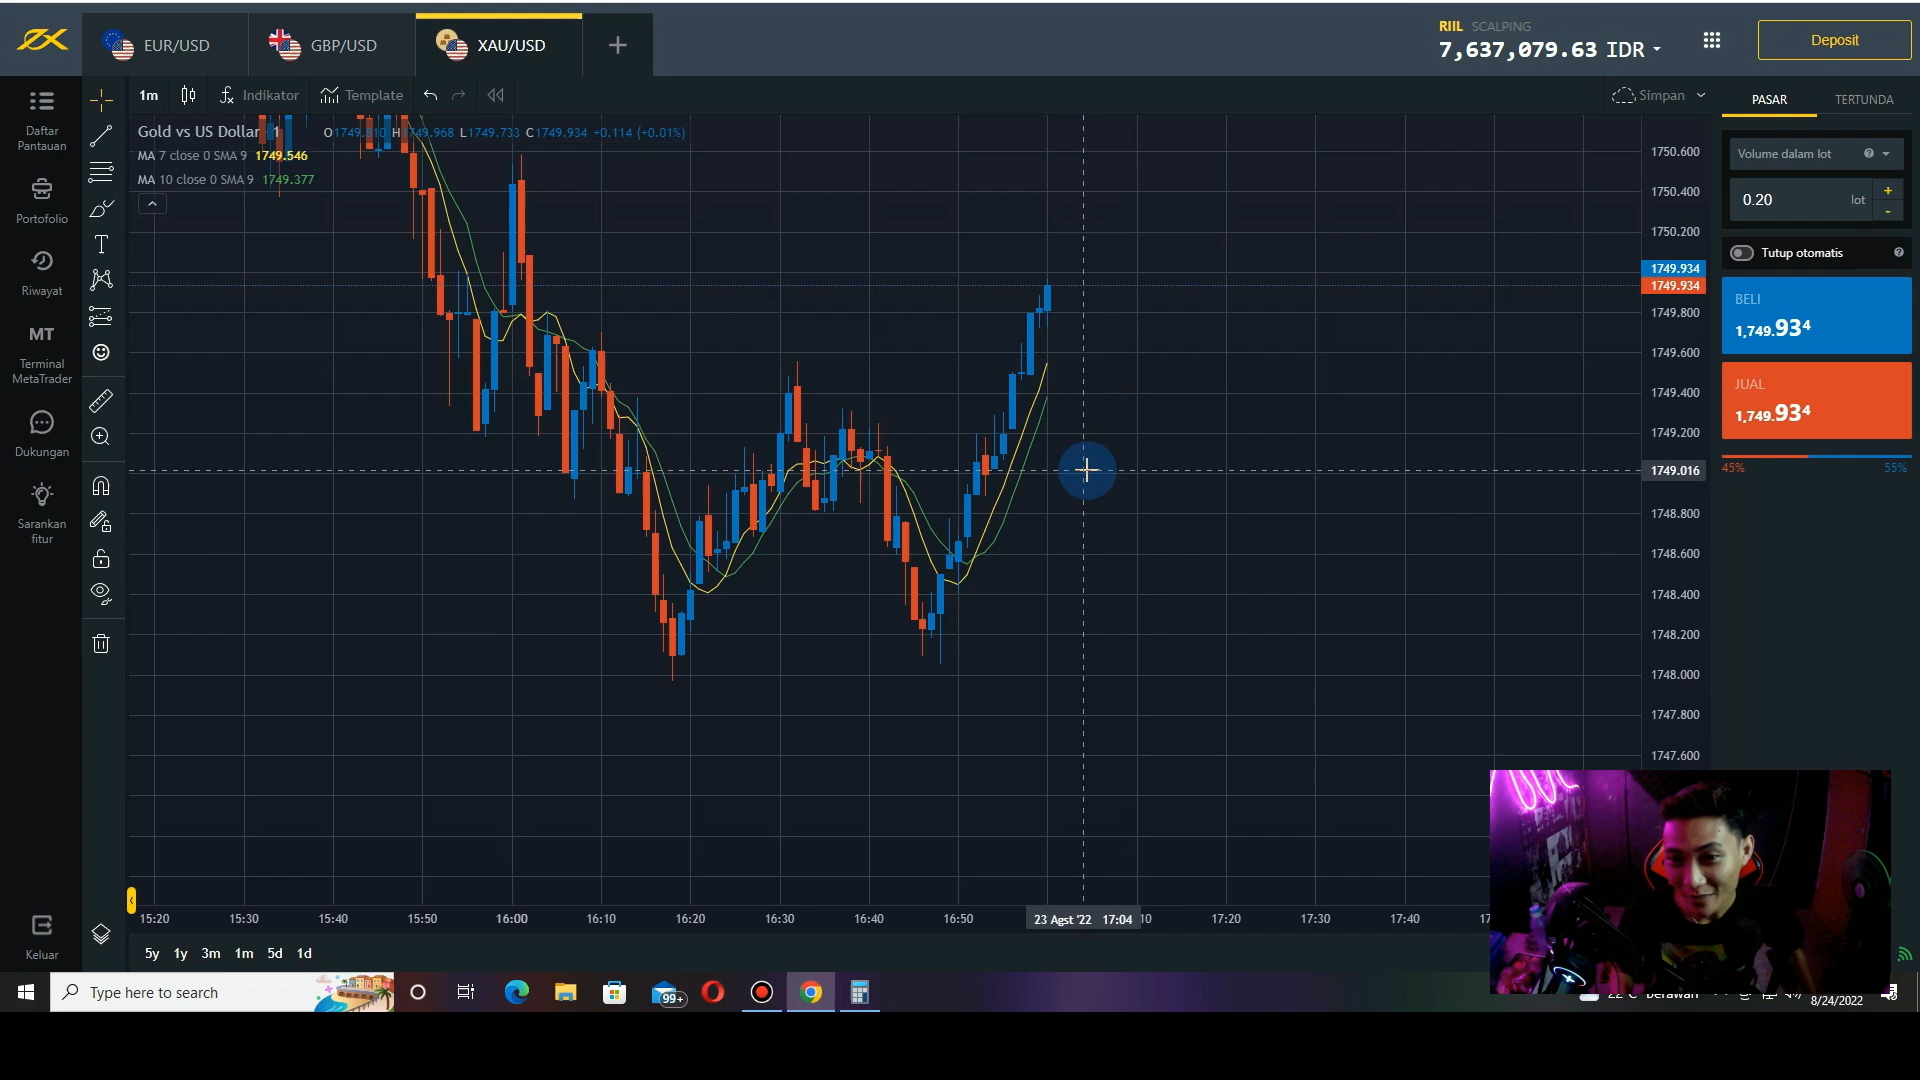 EUR/USD
GBP/USD
XAU/USD
RIIL SCALPING
7,637,079.63 IDR
Deposit
1m
Indikator
Template
Simpan
PASAR
TERTUNDA
Daftar
Pantauan
Portofolio
Riwayat
MT
Terminal
MetaTrader
Dukungan
Sarankan
fitur
Keluar
Gold vs US Dollar 1
O1749.810 H1749.968 L1749.733 C1749.934 +0.114 (+0.01%)
MA 7 close 0 SMA 9 1749.546
MA 10 close 0 SMA 9 1749.377
1750.600
1750.400
1750.200
1749.934
1749.934
1749.800
1749.600
1749.400
1749.200
1749.016
1748.800
1748.600
1748.400
1748.200
1748.000
1747.800
1747.600
Volume dalam lot
0.20 lot
+
-
Tutup otomatis
BELI
1,749.934
JUAL
1,749.934
45% 55%
15:20 15:30 15:40 15:50 16:00 16:10 16:20 16:30 16:40 16:50 23 Agst '22 17:04 10 17:20 17:30 17:40
5y 1y 3m 1m 5d 1d
Type here to search
99+
22°C Berawan
8/24/2022